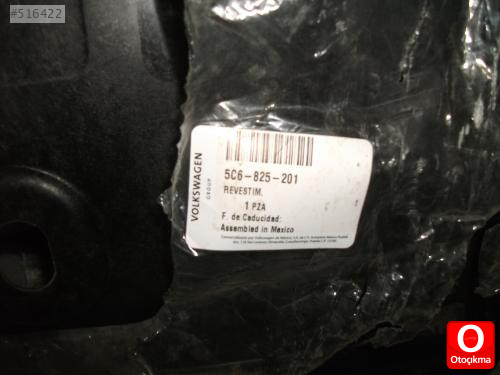 #516422
VOLKSWAGEN
GROUP
5C6-825-201
REVESTIM.
1 PZA
F. de Caducidad:
Assembled in Mexico
O
Otoçıkma